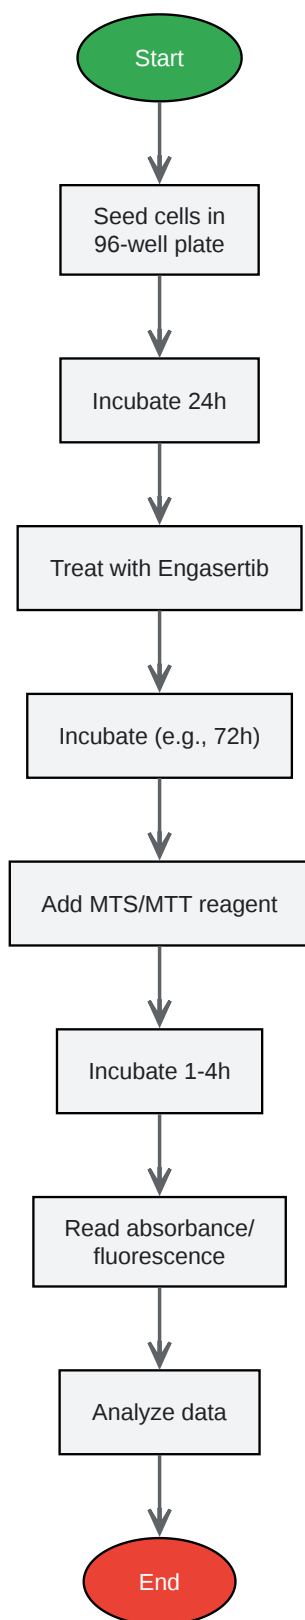 Start
Seed cells in
96-well plate
Incubate 24h
Treat with Engasertib
Incubate (e.g., 72h)
Add MTS/MTT reagent
Incubate 1-4h
Read absorbance/
fluorescence
Analyze data
End